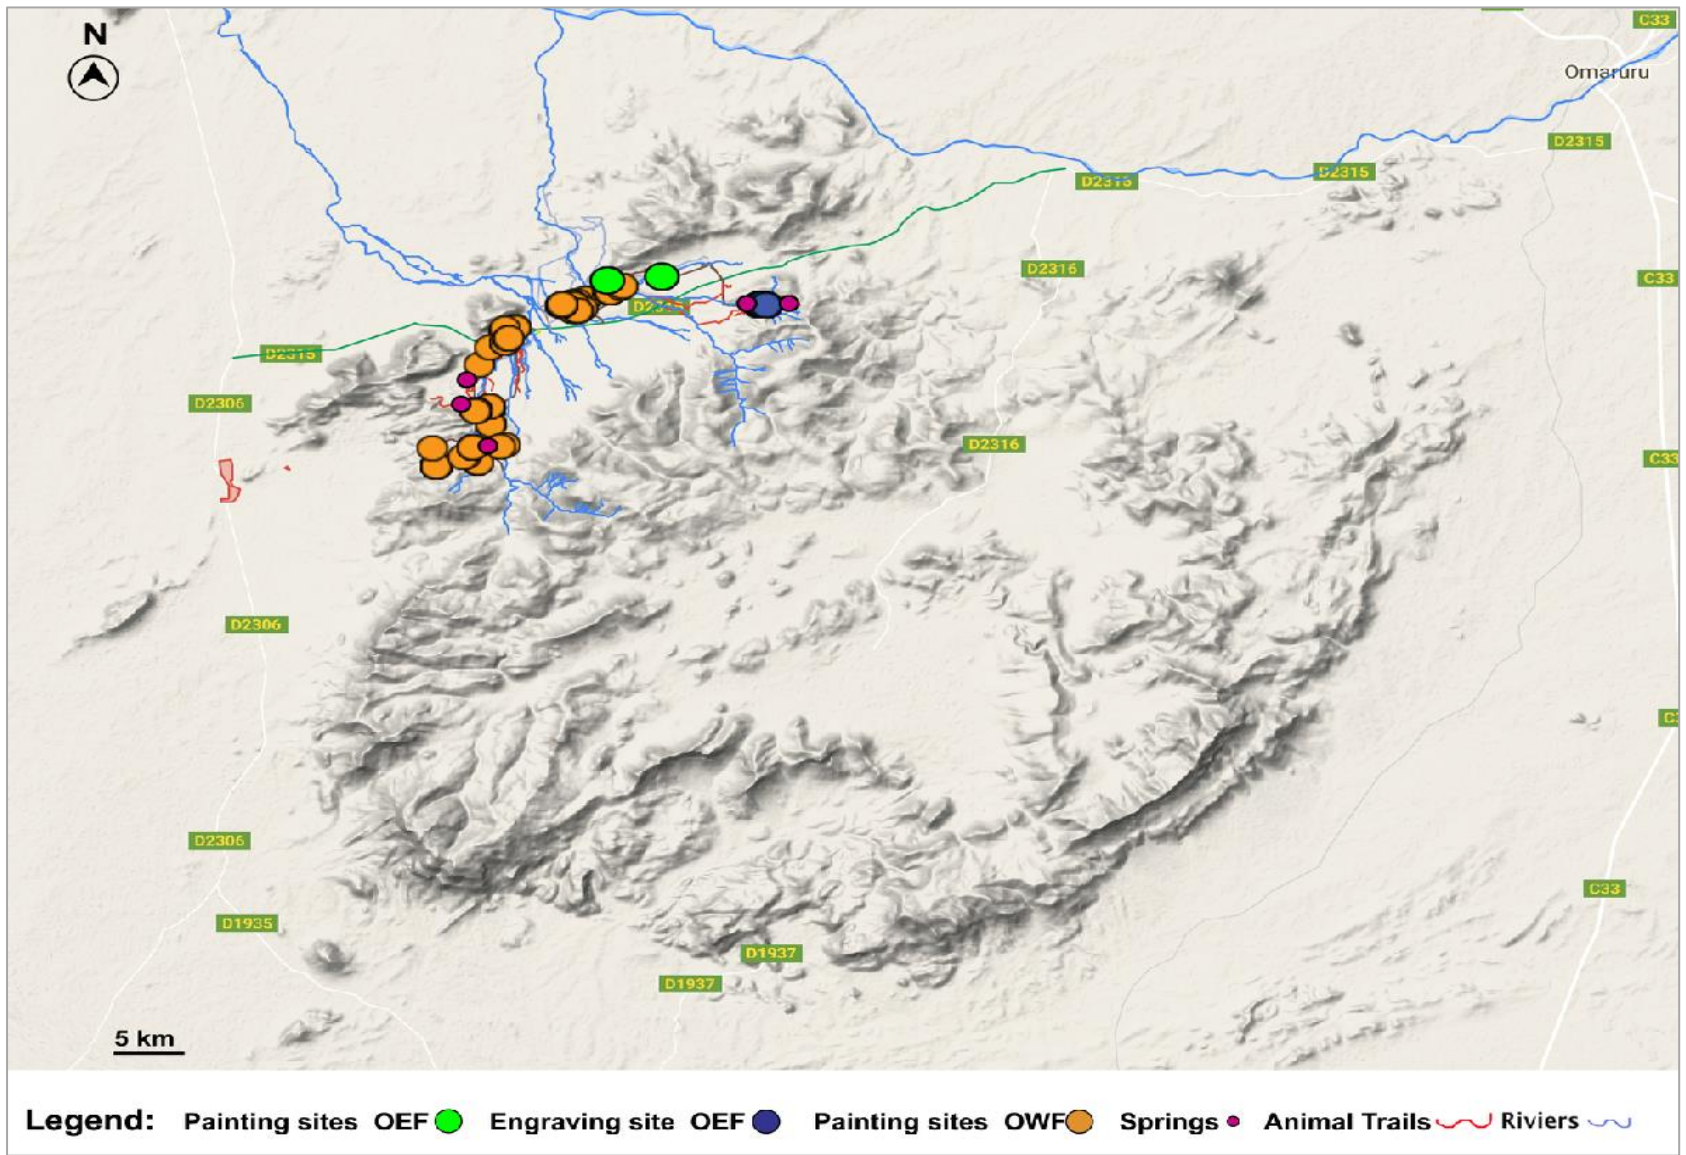 C33
N
Omaruru
D2315
D2315
D2315
D2316
C33
D2315
D2315
D2306
D2316
C33
D2306
D2306
C33
D1935
D1937
D1937
5 km
Legend: Painting sites OEF Engraving site OEF Painting sites OWF Springs Animal Trails Riviers